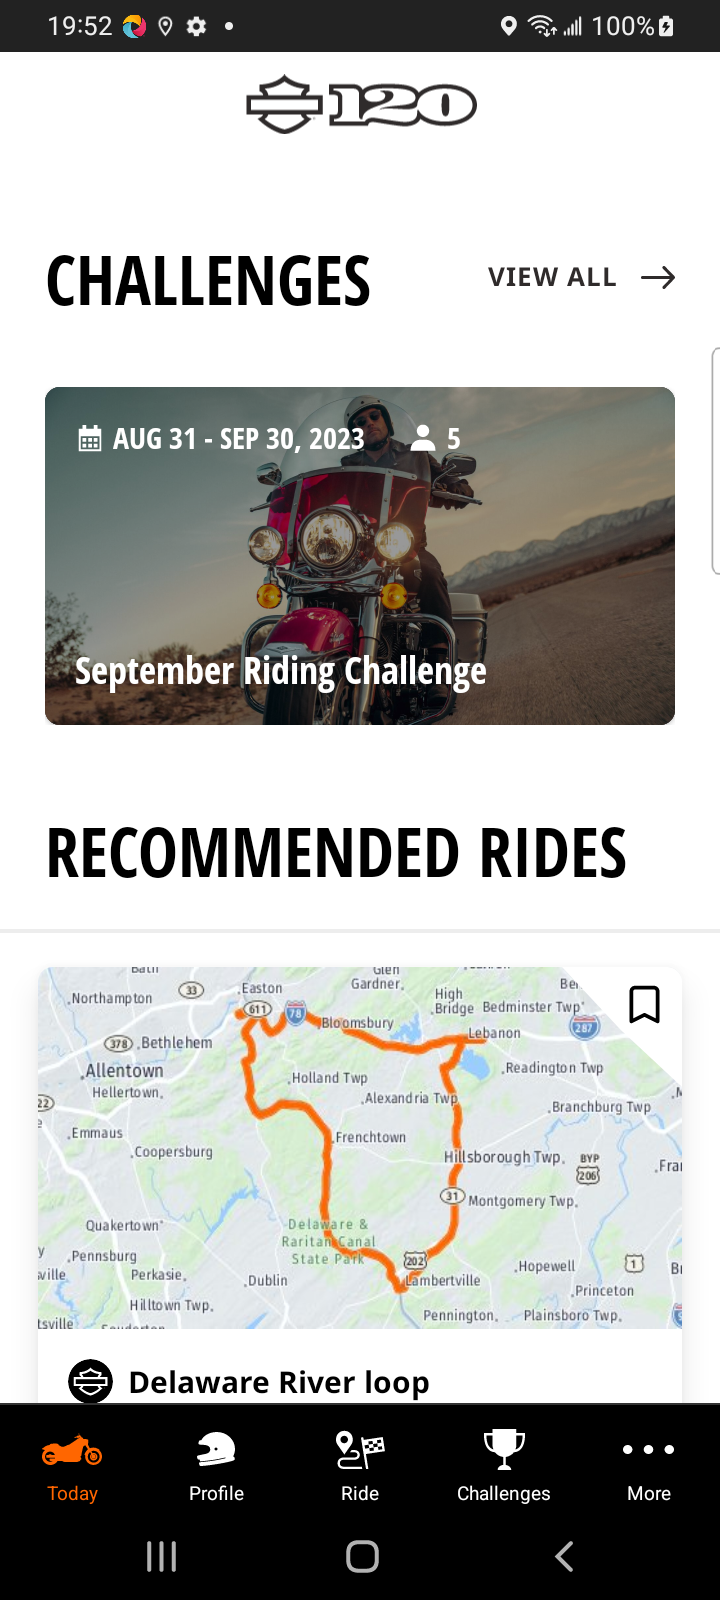 19:52
100%
120
CHALLENGES
VIEW ALL
AUG 31 - SEP 30, 2023
5
September Riding Challenge
RECOMMENDED RIDES
Bath
Northampton
33
Easton
611
78
Glen
Gardner
High
Bridge
Bedminster Twp
287
378
Bethlehem
Bloomsbury
Lebanon
Allentown
Hellertown
Holland Twp
Readington Twp
22
Alexandria Twp
Branchburg Twp
Emmaus
Coopersburg
Frenchtown
Hillsborough Twp.
BYP
206
31
Montgomery Twp.
Quakertown
Delaware &
Raritan Canal
State Park
Pennsburg
Perkasie
Dublin
202
Lambertville
Hopewell
1
Princeton
Hilltown Twp.
Pennington
Plainsboro Twp.
Delaware River loop
Today
Profile
Ride
Challenges
More